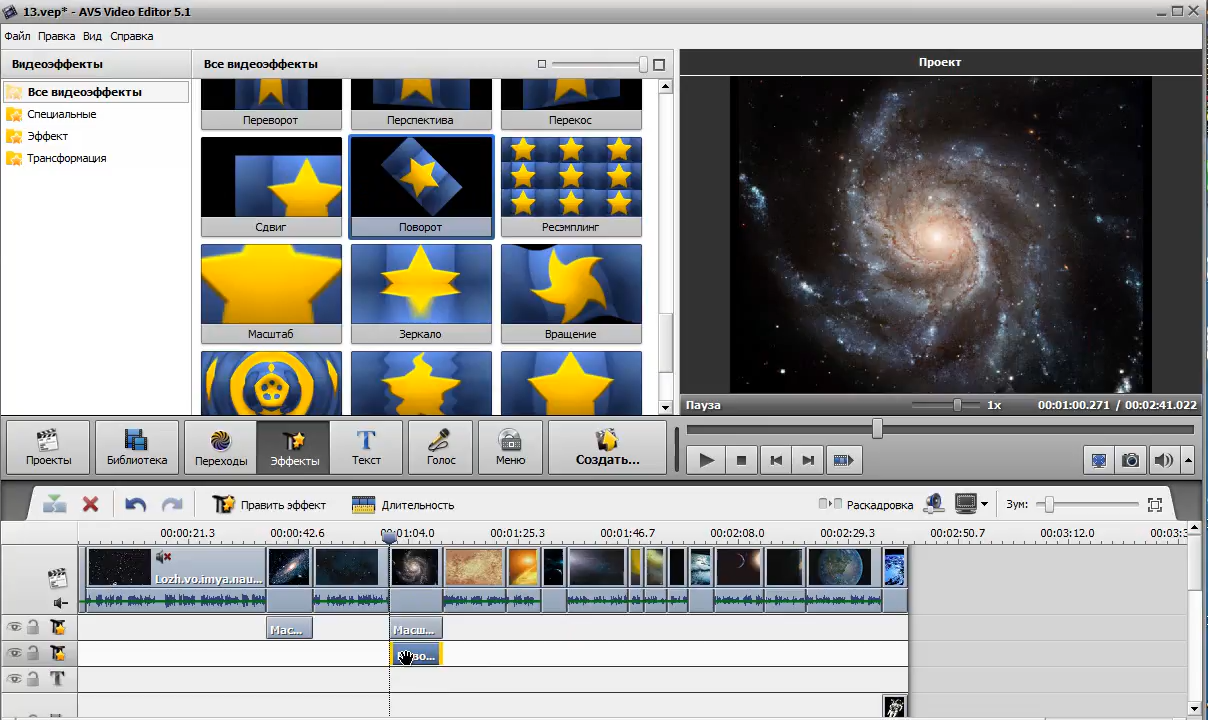 13.vep* - AVS Video Editor 5.1
Файл Правка Вид Справка
Видеоэффекты
Все видеоэффекты
Проект
Все видеоэффекты
Специальные
Эффект
Трансформация
Переворот
Перспектива
Перекос
Сдвиг
Поворот
Ресэмплинг
Масштаб
Зеркало
Вращение
Пауза
1x
00:01:00.271 / 00:02:41.022
Проекты
Библиотека
Переходы
Эффекты
Текст
Голос
Меню
Создать...
Править эффект
Длительность
Раскадровка
Зум:
00:00:21.3 00:00:42.6 00:01:04.0 00:01:25.3 00:01:46.7 00:02:08.0 00:02:29.3 00:02:50.7 00:03:12.0 00:03:3
Lozh.vo.imya.nau...
Мас...
Масш...
T